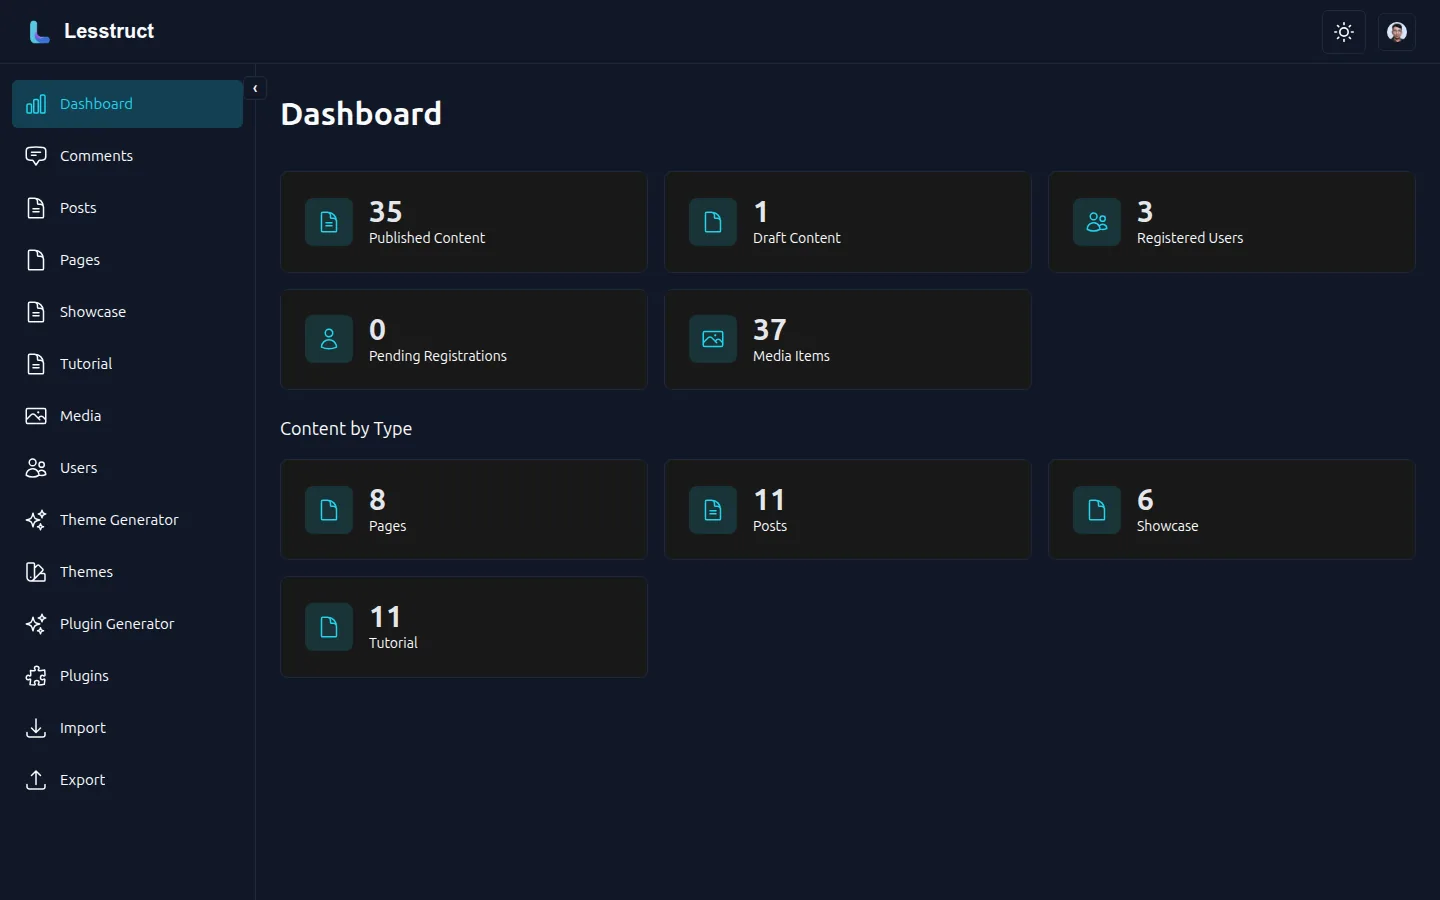 Lesstruct
Dashboard
Comments
Posts
Pages
Showcase
Tutorial
Media
Users
Theme Generator
Themes
Plugin Generator
Plugins
Import
Export
Dashboard
35
Published Content
1
Draft Content
3
Registered Users
0
Pending Registrations
37
Media Items
Content by Type
8
Pages
11
Posts
6
Showcase
11
Tutorial